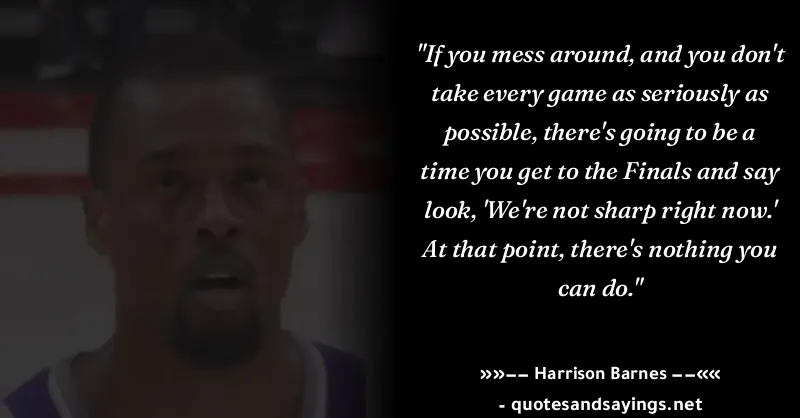 "If you mess around, and you don't
take every game as seriously as
possible, there's going to be a
time you get to the Finals and say
look, 'We're not sharp right now.'
At that point, there's nothing you
can do."
»»–– Harrison Barnes ––««
- quotesandsayings.net